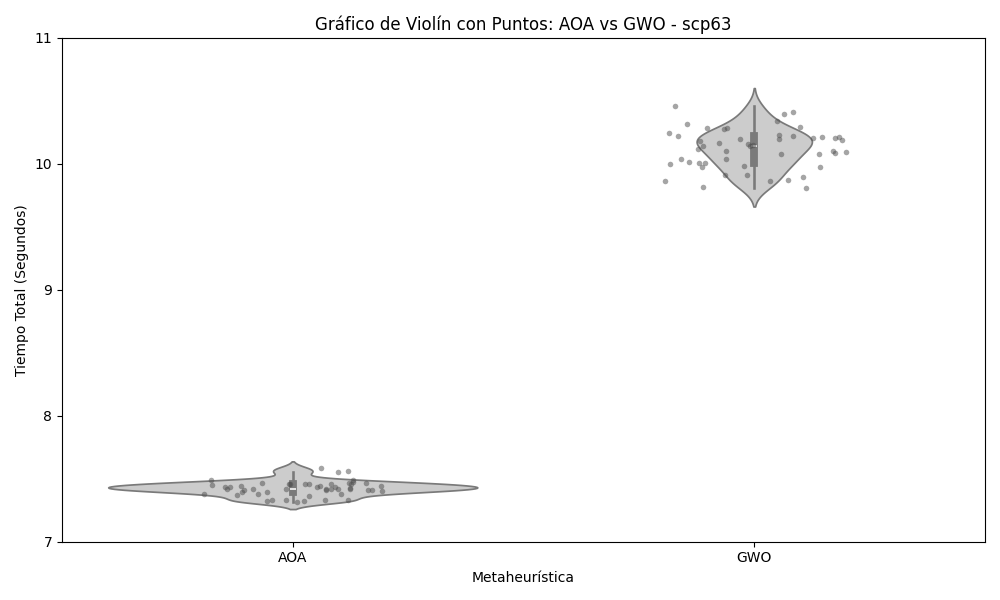 Gráfico de Violín con Puntos: AOA vs GWO - scp63
Tiempo Total (Segundos)
11
10
9
8
7
AOA
GWO
Metaheurística